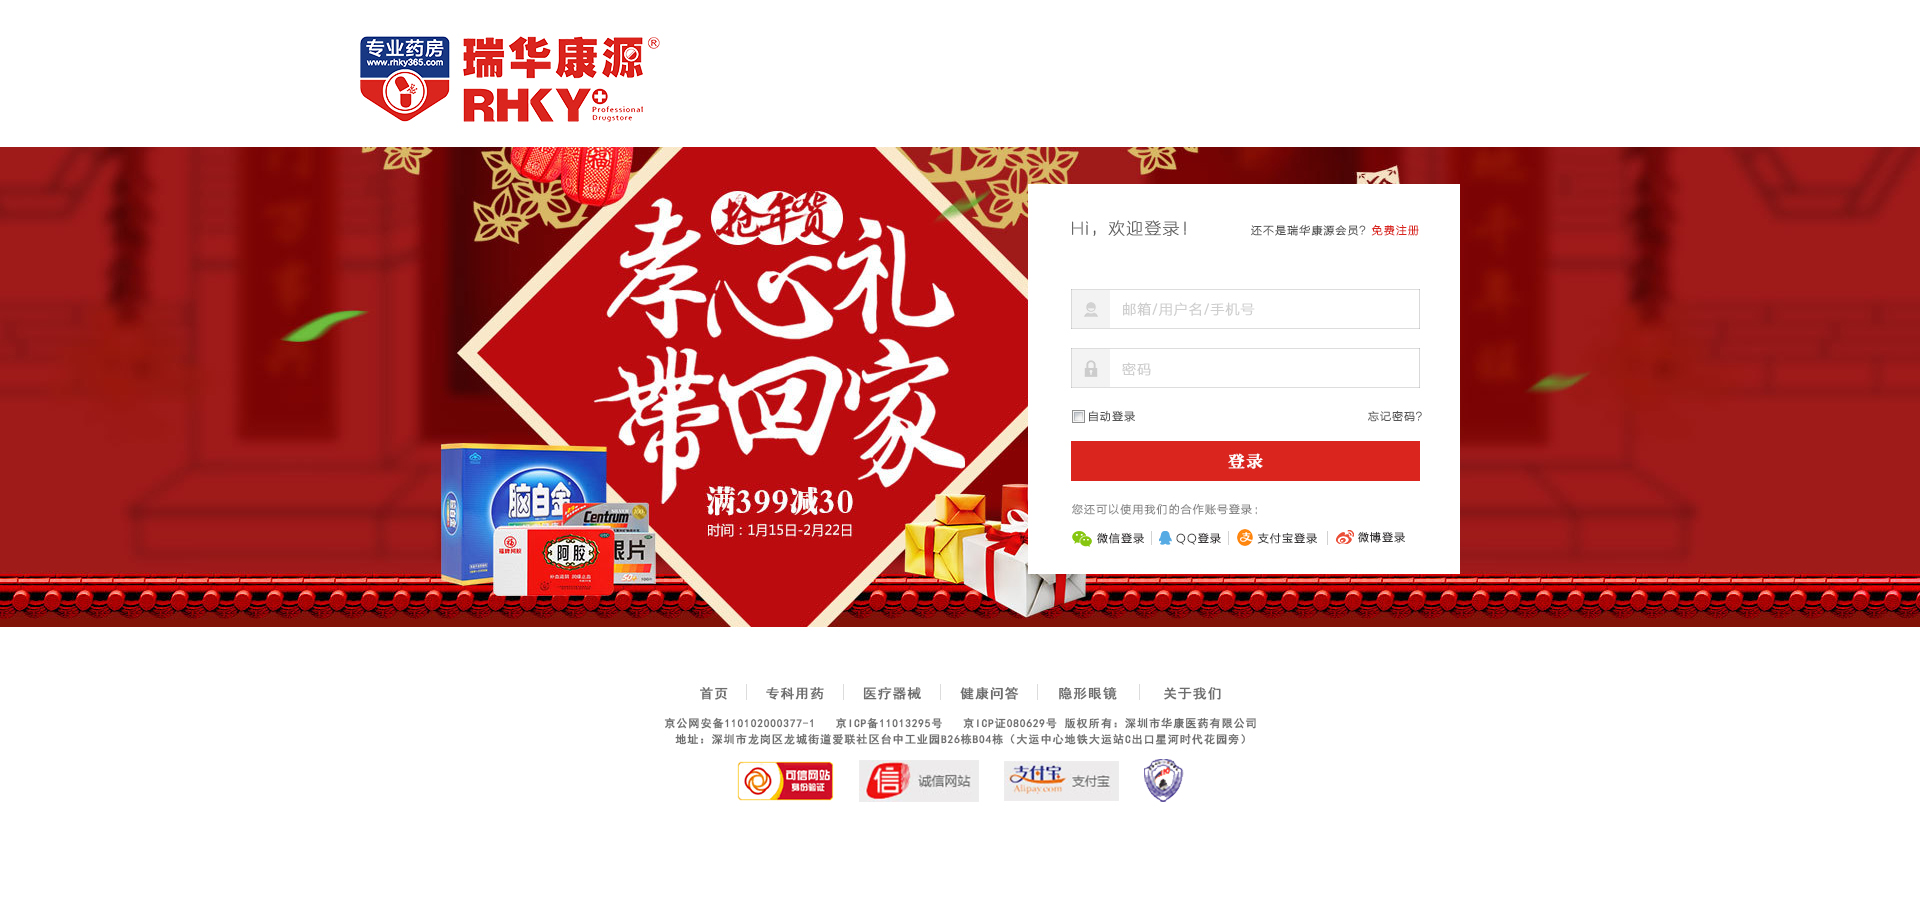 专业药房
www.rhky365.com
瑞华康源®
RHKY
Professional
Drugstore
福
抢年货
孝心礼
带回家
满399减30
时间：1月15日-2月22日
脑白金
脑白金
SILVER
Centrum
银片
福牌阿胶
阿胶
Hi，欢迎登录！
还不是瑞华康源会员？免费注册
邮箱/用户名/手机号
密码
自动登录 忘记密码？
登录
您还可以使用我们的合作账号登录：
微信登录 QQ登录 支付宝登录 微博登录
首页 专科用药 医疗器械 健康问答 隐形眼镜 关于我们
京公网安备110102000377-1 京ICP备11013295号 京ICP证080629号 版权所有：深圳市华康医药有限公司
地址：深圳市龙岗区龙城街道爱联社区台中工业园B26栋B04栋（大运中心地铁大运站C出口星河时代花园旁）
可信网站
身份验证
信 诚信网站
支付宝
Alipay.com
支付宝